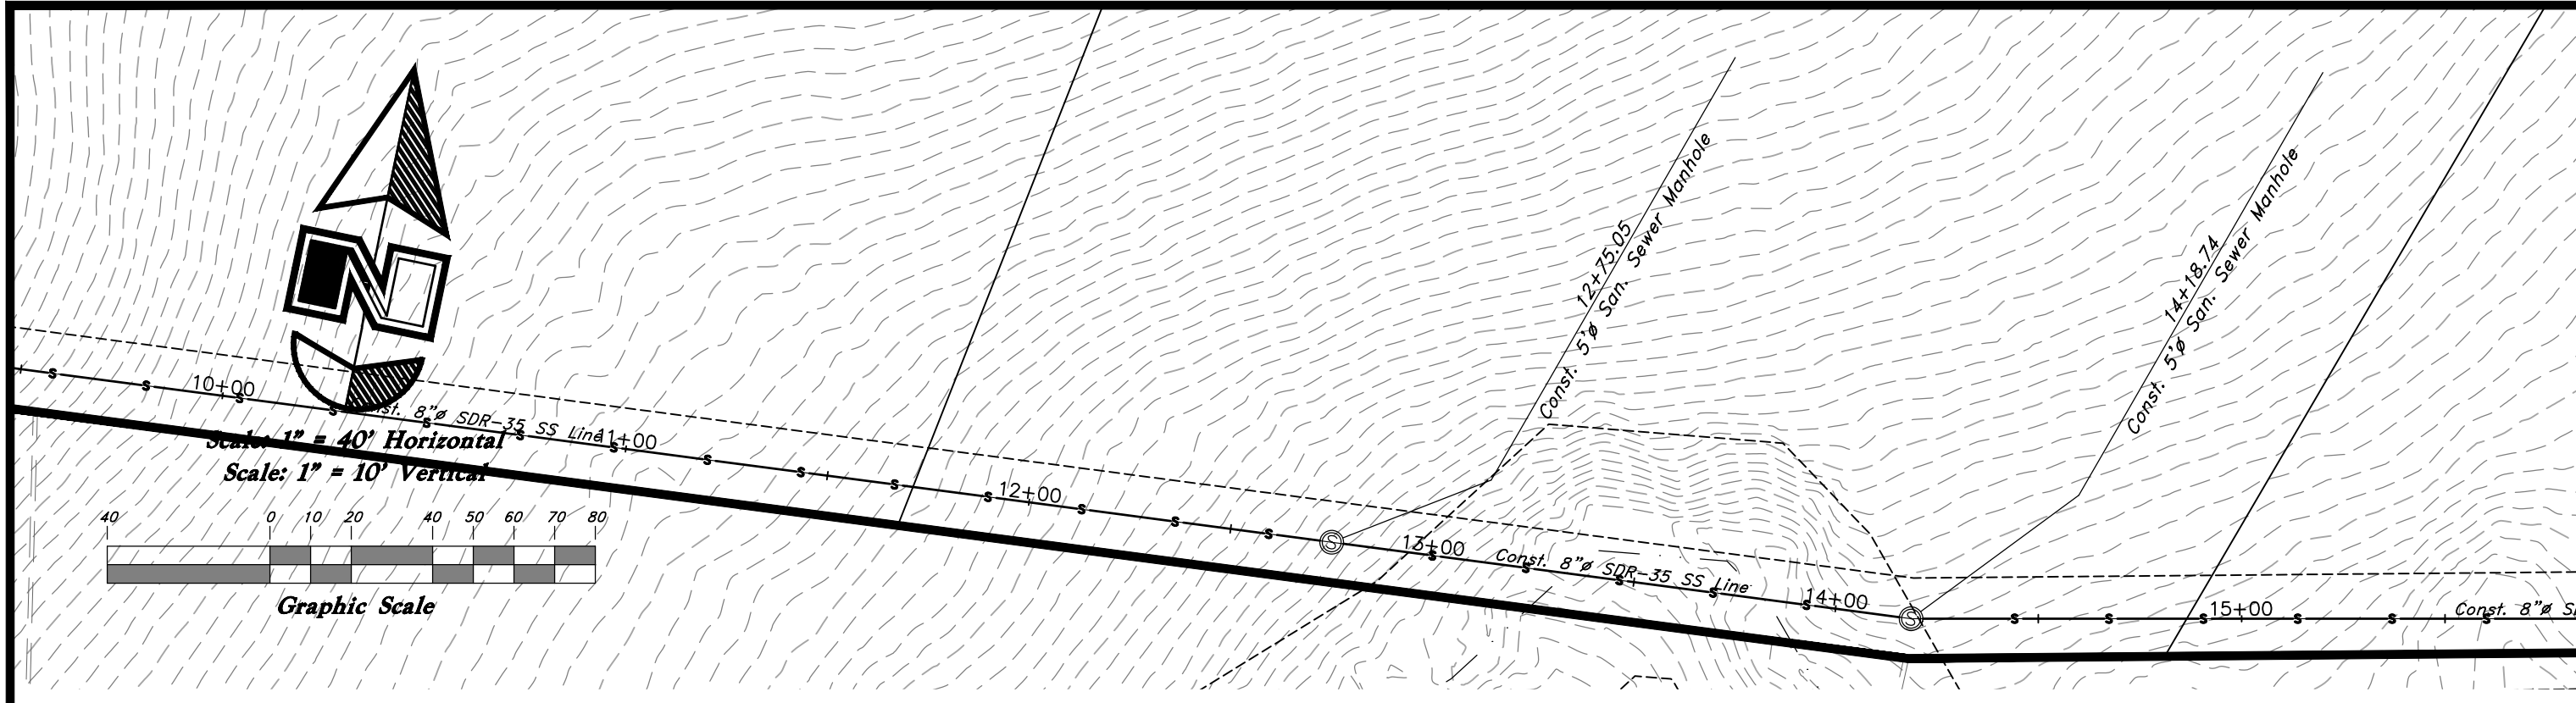 12+75.05
Const. 5'ø San. Sewer Manhole
14+18.74
Const. 5'ø San. Sewer Manhole
N
10+00
Const. 8"ø SDR-35 SS Line
11+00
12+00
13+00
Const. 8"ø SDR-35 SS Line
14+00
15+00
Const. 8"ø S
Scale: 1" = 40' Horizontal
Scale: 1" = 10' Vertical
40 0 10 20 40 50 60 70 80
Graphic Scale
S S S S S S S S S S S S S S S S S S S S S S S S S S S